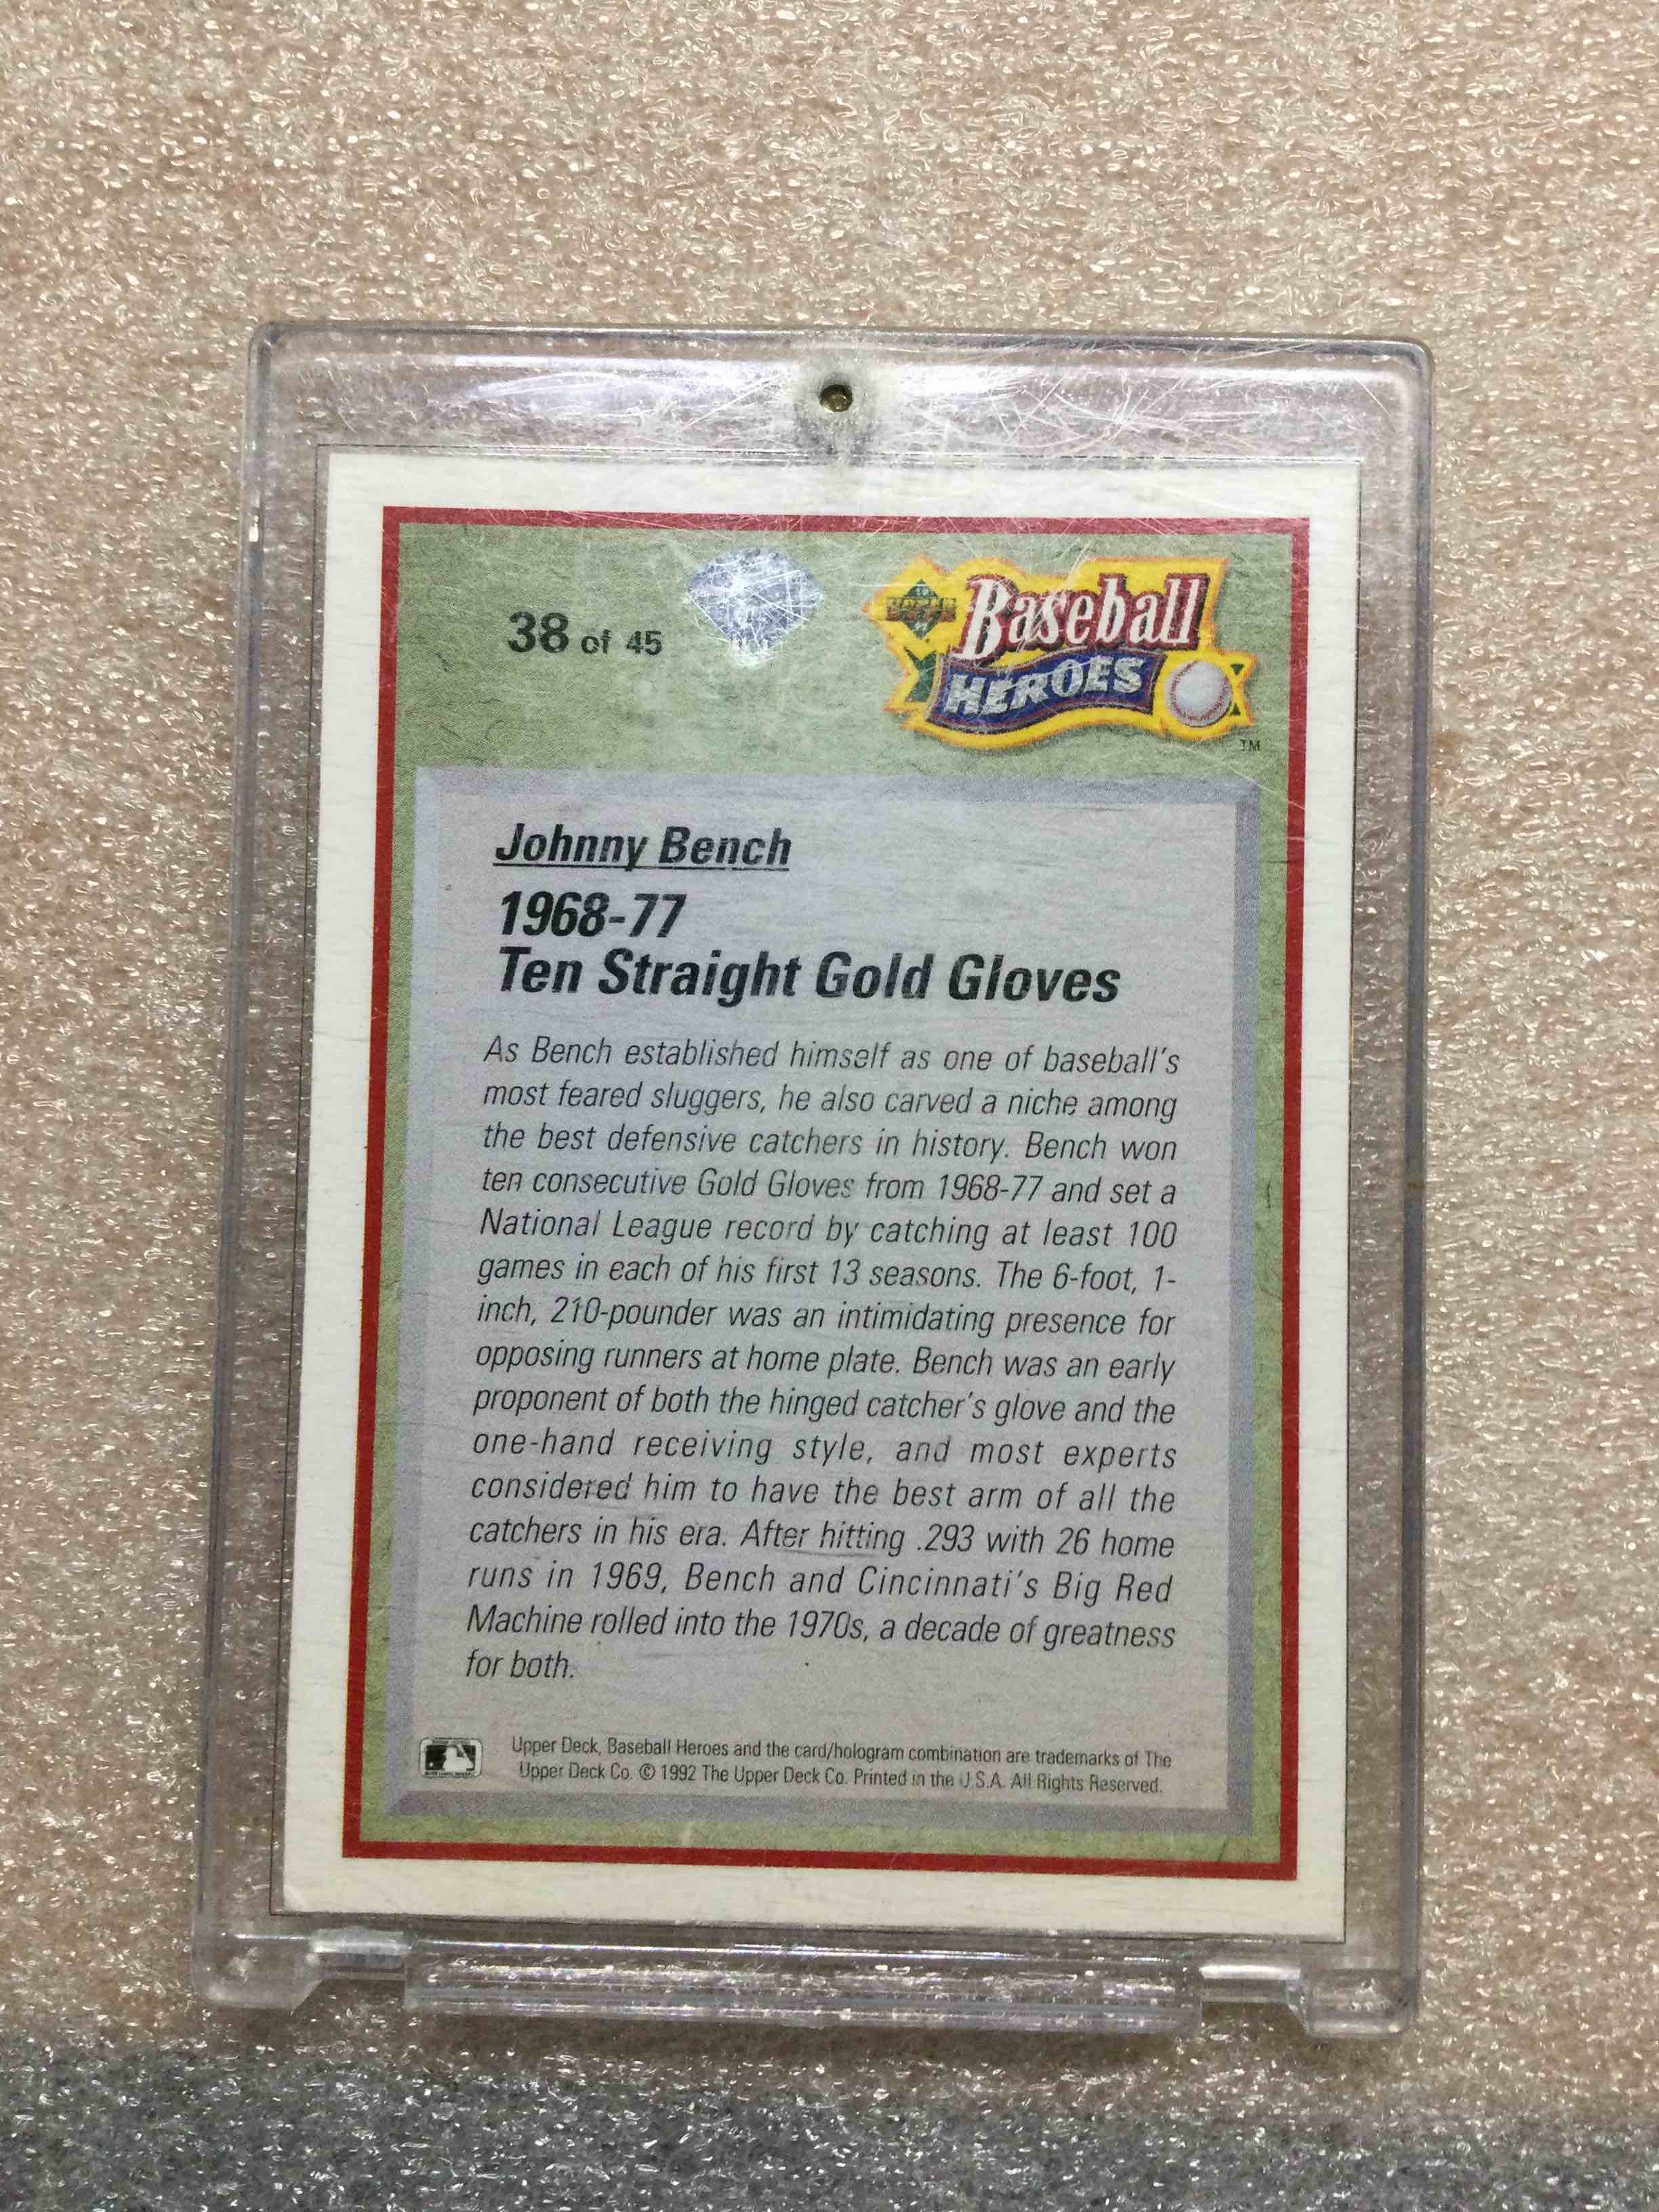 38 of 45
UPPER DECK
Baseball
HEROES
TM
Johnny Bench
1968-77
Ten Straight Gold Gloves
As Bench established himself as one of baseball's
most feared sluggers, he also carved a niche among
the best defensive catchers in history. Bench won
ten consecutive Gold Gloves from 1968-77 and set a
National League record by catching at least 100
games in each of his first 13 seasons. The 6-foot, 1-
inch, 210-pounder was an intimidating presence for
opposing runners at home plate. Bench was an early
proponent of both the hinged catcher's glove and the
one-hand receiving style, and most experts
considered him to have the best arm of all the
catchers in his era. After hitting .293 with 26 home
runs in 1969, Bench and Cincinnati's Big Red
Machine rolled into the 1970s, a decade of greatness
for both.
Upper Deck, Baseball Heroes and the card/hologram combination are trademarks of The
Upper Deck Co. © 1992 The Upper Deck Co. Printed in the U.S.A. All Rights Reserved.